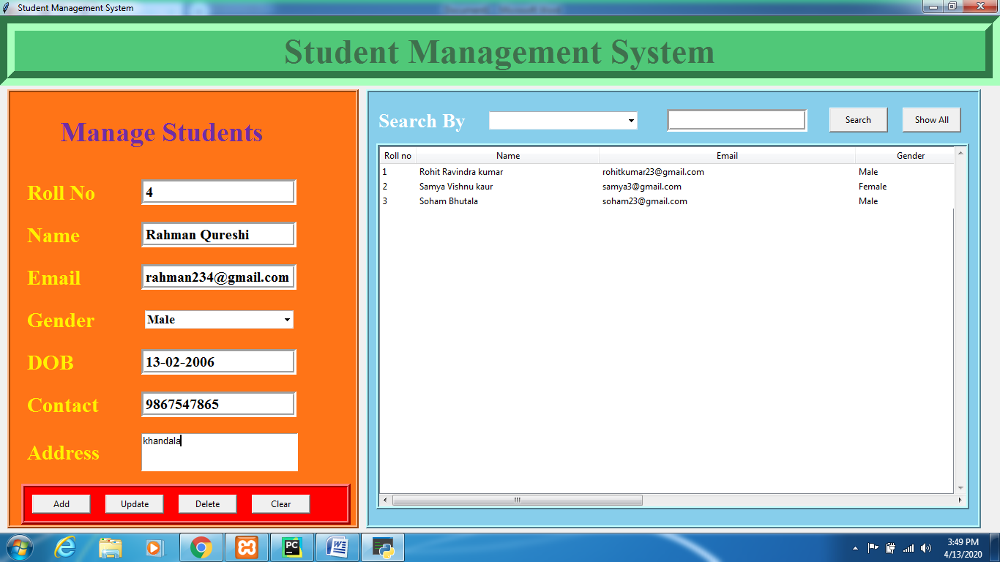 Student Management System
Student Management System
Manage Students
Roll No 4
Name Rahman Qureshi
Email rahman234@gmail.com
Gender Male
DOB 13-02-2006
Contact 9867547865
Address khandala
Add Update Delete Clear
Search By Search Show All
Roll no Name Email Gender
1 Rohit Ravindra kumar rohitkumar23@gmail.com Male
2 Samya Vishnu kaur samya3@gmail.com Female
3 Soham Bhutala soham23@gmail.com Male
PC W
3:49 PM
4/13/2020